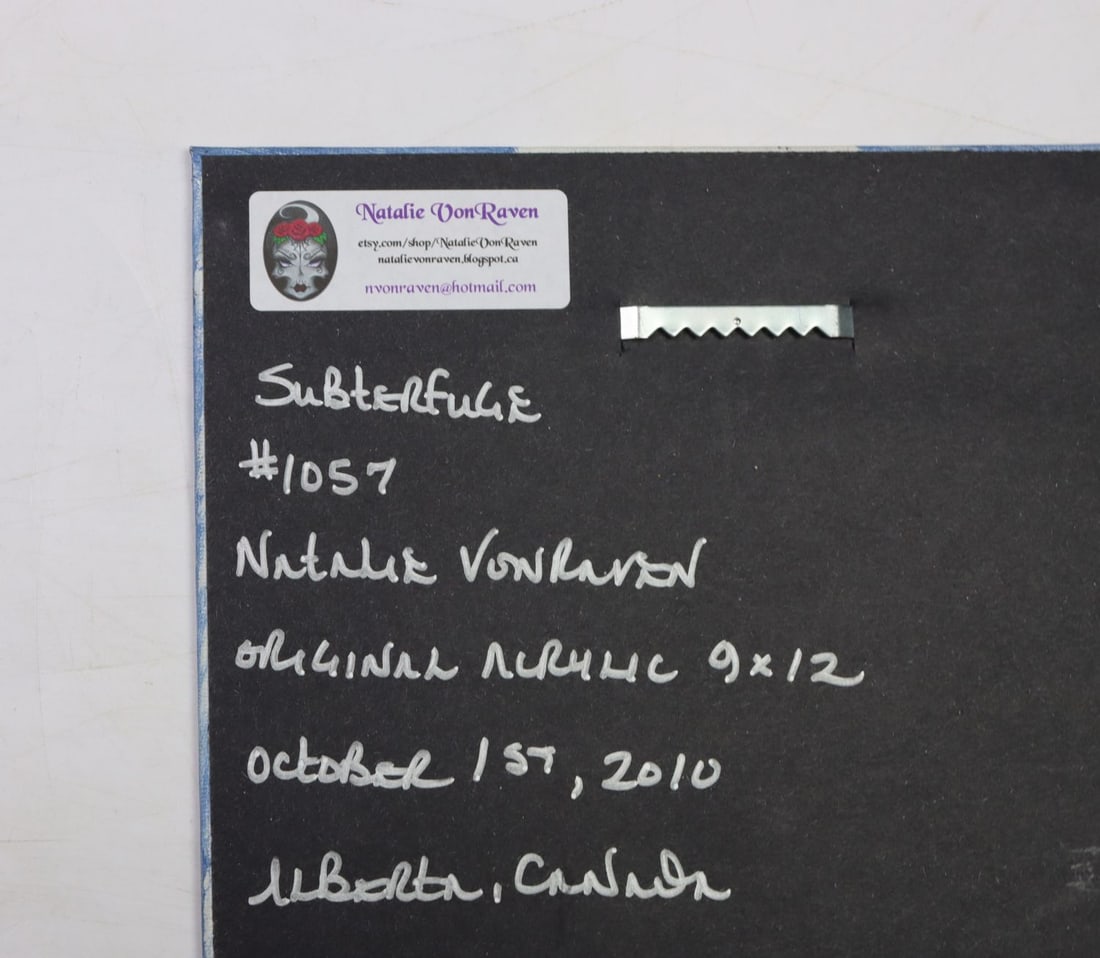 Natalie VonRaven
etsy.com/shop/NatalieVonRaven
natalievonraven.blogspot.ca
nvonraven@hotmail.com
SUBTERFUGE
#1057
NATALIE VONRAVEN
ORIGINAL ACRYLIC 9x12
OCTOBER 1ST, 2010
ALBERTA, CANADA